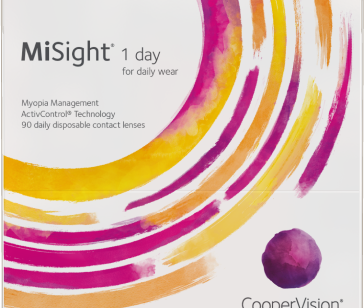 MiSight® 1 day
for daily wear
Myopia Management
ActivControl® Technology
90 daily disposable contact lenses
CooperVision®